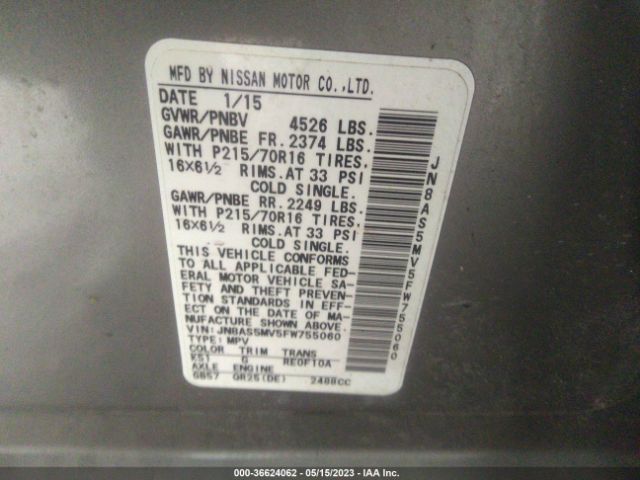 MFD BY NISSAN MOTOR CO.,LTD.
DATE 1/15
GVWR/PNBV 4526 LBS.
GAWR/PNBE FR. 2374 LBS.
WITH P215/70R16 TIRES.
16X6½ RIMS. AT 33 PSI
COLD SINGLE.
GAWR/PNBE RR. 2249 LBS.
WITH P215/70R16 TIRES.
16X6½ RIMS. AT 33 PSI
COLD SINGLE.
THIS VEHICLE CONFORMS
TO ALL APPLICABLE FED-
ERAL MOTOR VEHICLE SA-
FETY AND THEFT PREVEN-
TION STANDARDS IN EFF-
ECT ON THE DATE OF MA-
NUFACTURE SHOWN ABOVE.
VIN: JN8AS5MV5FW755060
TYPE: MPV
COLOR TRIM TRANS
K51 G RE0F10A
AXLE ENGINE
GB57 QR25(DE) 2488CC
JN8AS5MV5FW755060
000-36624062 - 05/15/2023 - IAA Inc.